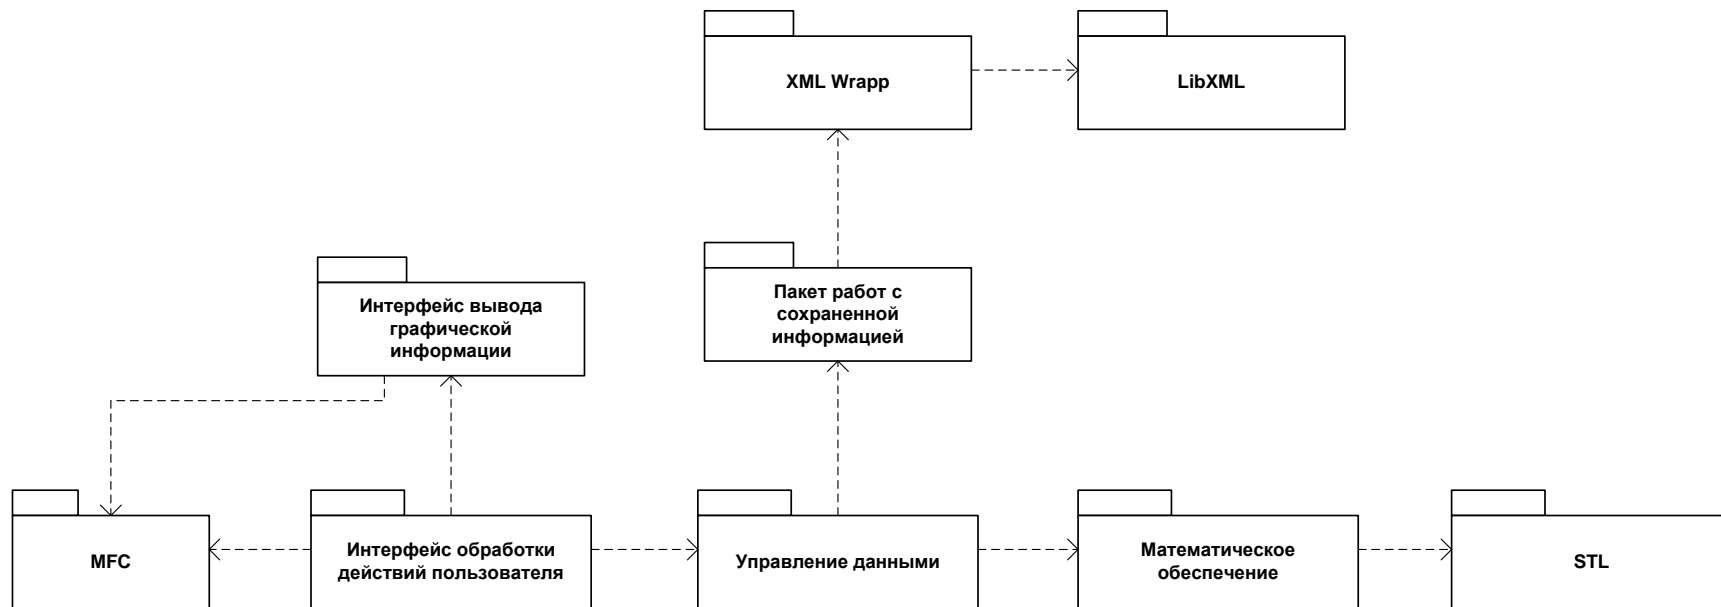 XML Wrapp
LibXML
Интерфейс вывода
графической
информации
Пакет работ с
сохраненной
информацией
MFC
Интерфейс обработки
действий пользователя
Управление данными
Математическое
обеспечение
STL